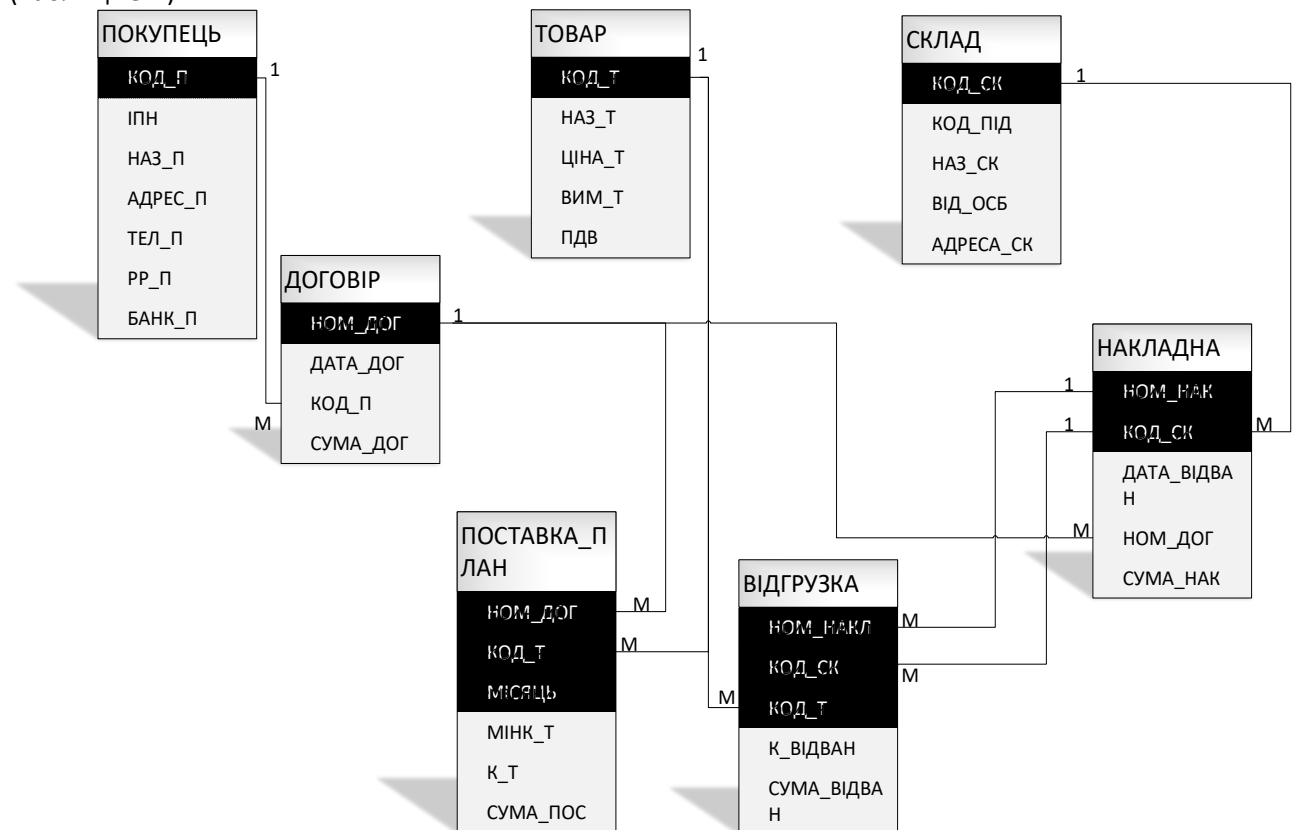 ПОКУПЕЦЬ
КОД_П
ІПН
НАЗ_П
АДРЕС_П
ТЕЛ_П
РР_П
БАНК_П
1
ТОВАР
КОД_Т
НАЗ_Т
ЦІНА_Т
ВИМ_Т
ПДВ
1
СКЛАД
КОД_СК
КОД_ПІД
НАЗ_СК
ВІД_ОСБ
АДРЕСА_СК
1
ДОГОВІР
НОМ_ДОГ
ДАТА_ДОГ
КОД_П
СУМА_ДОГ
1
М
НАКЛАДНА
НОМ_НАК
КОД_СК
ДАТА_ВІДВА
Н
НОМ_ДОГ
СУМА_НАК
1
1
М
М
ПОСТАВКА_П
ЛАН
НОМ_ДОГ
КОД_Т
МІСЯЦЬ
МІНК_Т
К_Т
СУМА_ПОС
М
М
ВІДГРУЗКА
НОМ_НАКЛ
КОД_СК
КОД_Т
К_ВІДВАН
СУМА_ВІДВА
Н
М
М
М